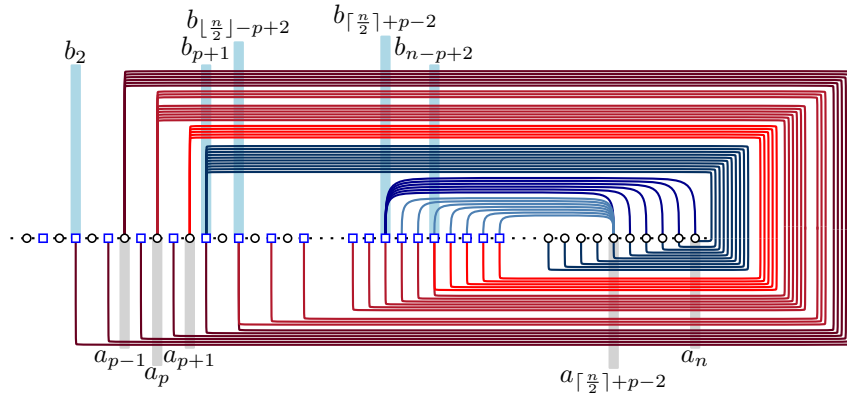 b_2
b_{p+1}
b_{⌊n/2⌋-p+2}
b_{⌈n/2⌉+p-2}
b_{n-p+2}
a_{p-1}
a_p
a_{p+1}
a_{⌈n/2⌉+p-2}
a_n